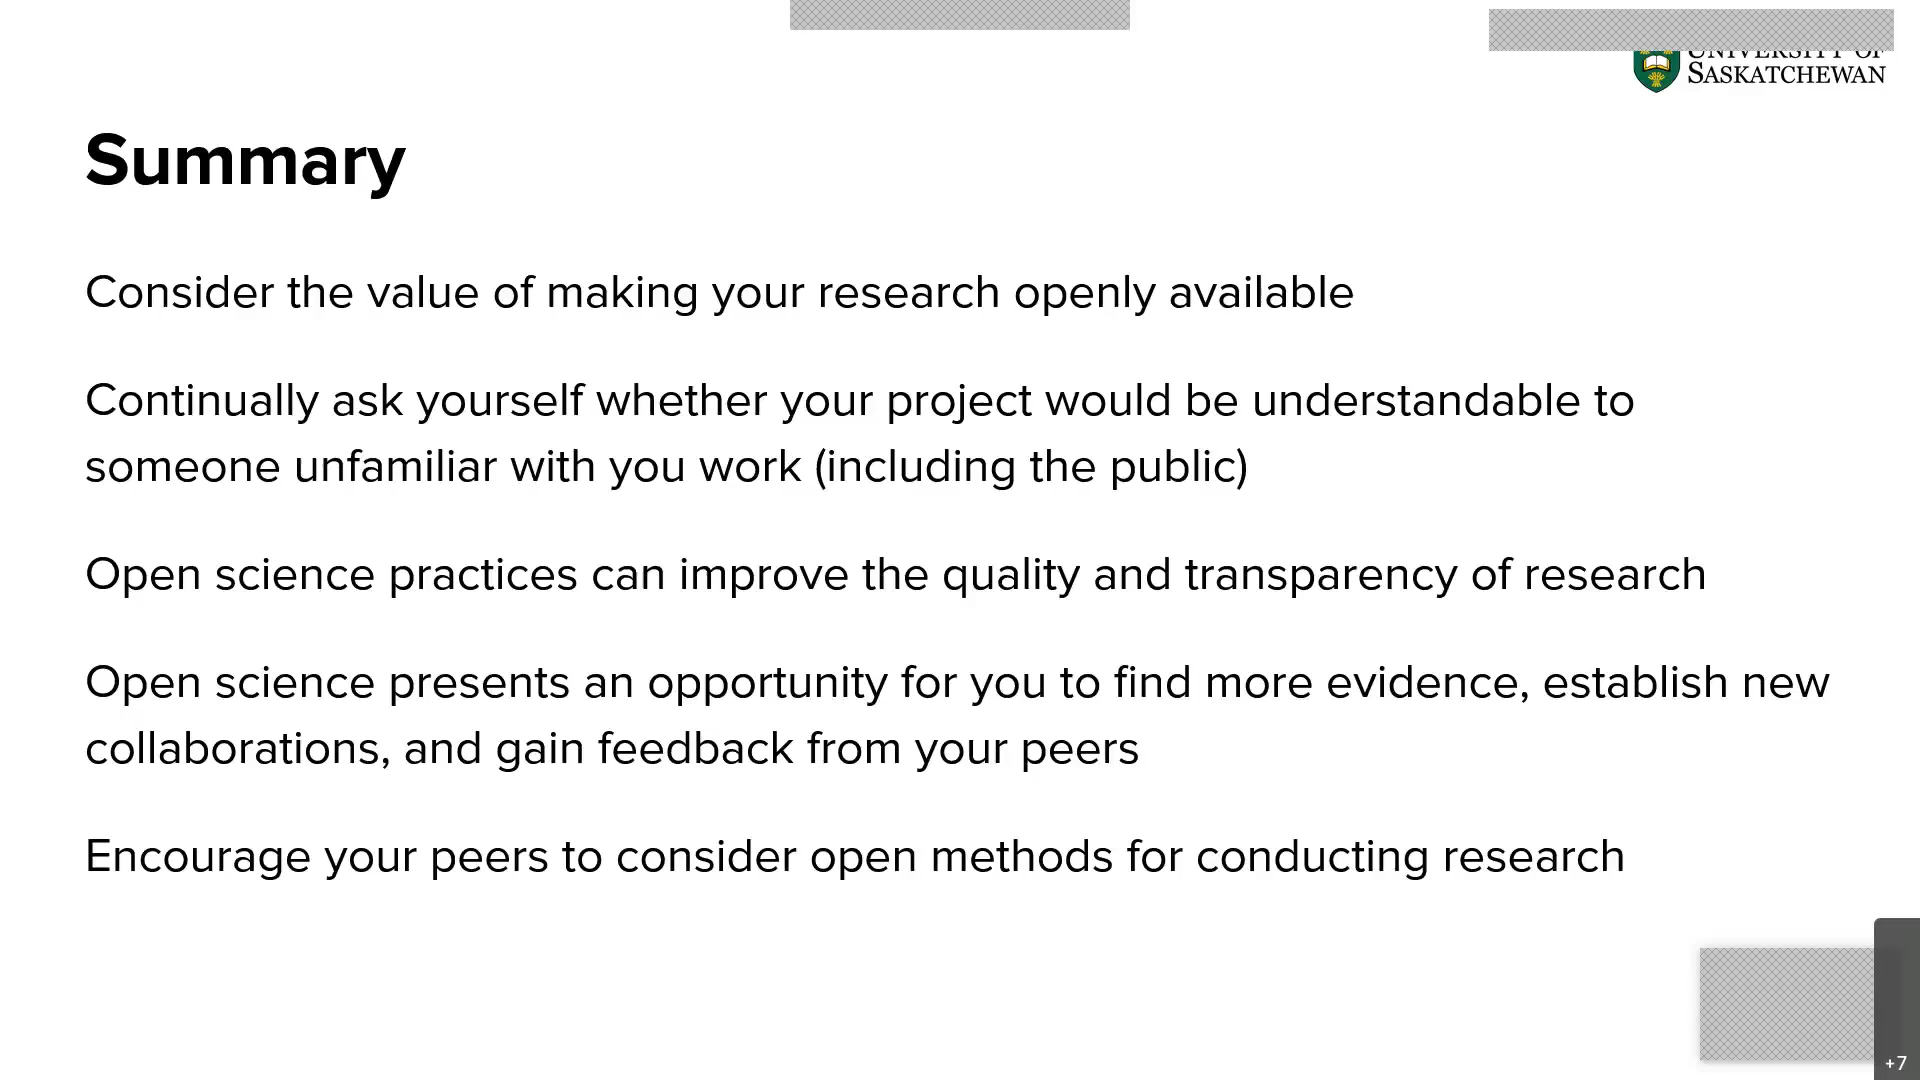 UNIVERSITY OF
SASKATCHEWAN
Summary
Consider the value of making your research openly available
Continually ask yourself whether your project would be understandable to
someone unfamiliar with you work (including the public)
Open science practices can improve the quality and transparency of research
Open science presents an opportunity for you to find more evidence, establish new
collaborations, and gain feedback from your peers
Encourage your peers to consider open methods for conducting research
+7